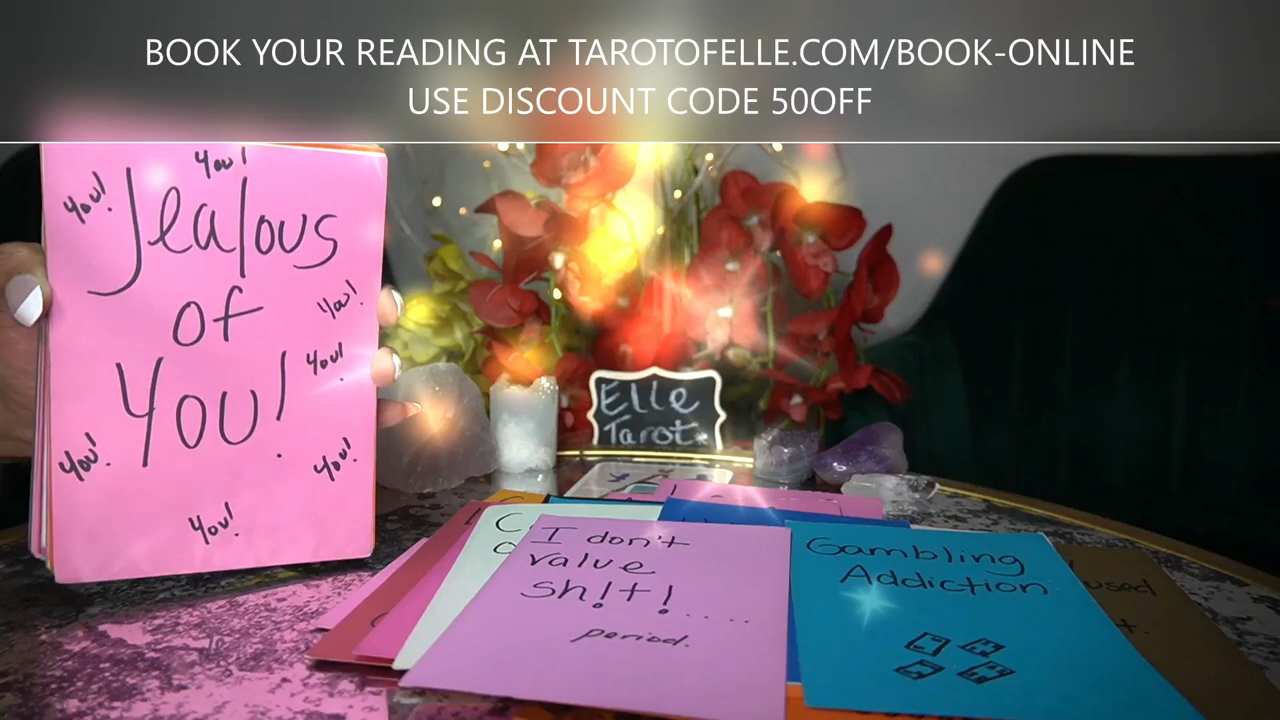 BOOK YOUR READING AT TAROTOFELLE.COM/BOOK-ONLINE
USE DISCOUNT CODE 50OFF
You!
You!
Jealous
of
You!
You!
You!
You!
You!
You!
Elle
Tarot
I don't
value
sh!t!.....
period.
Gambling
Addiction